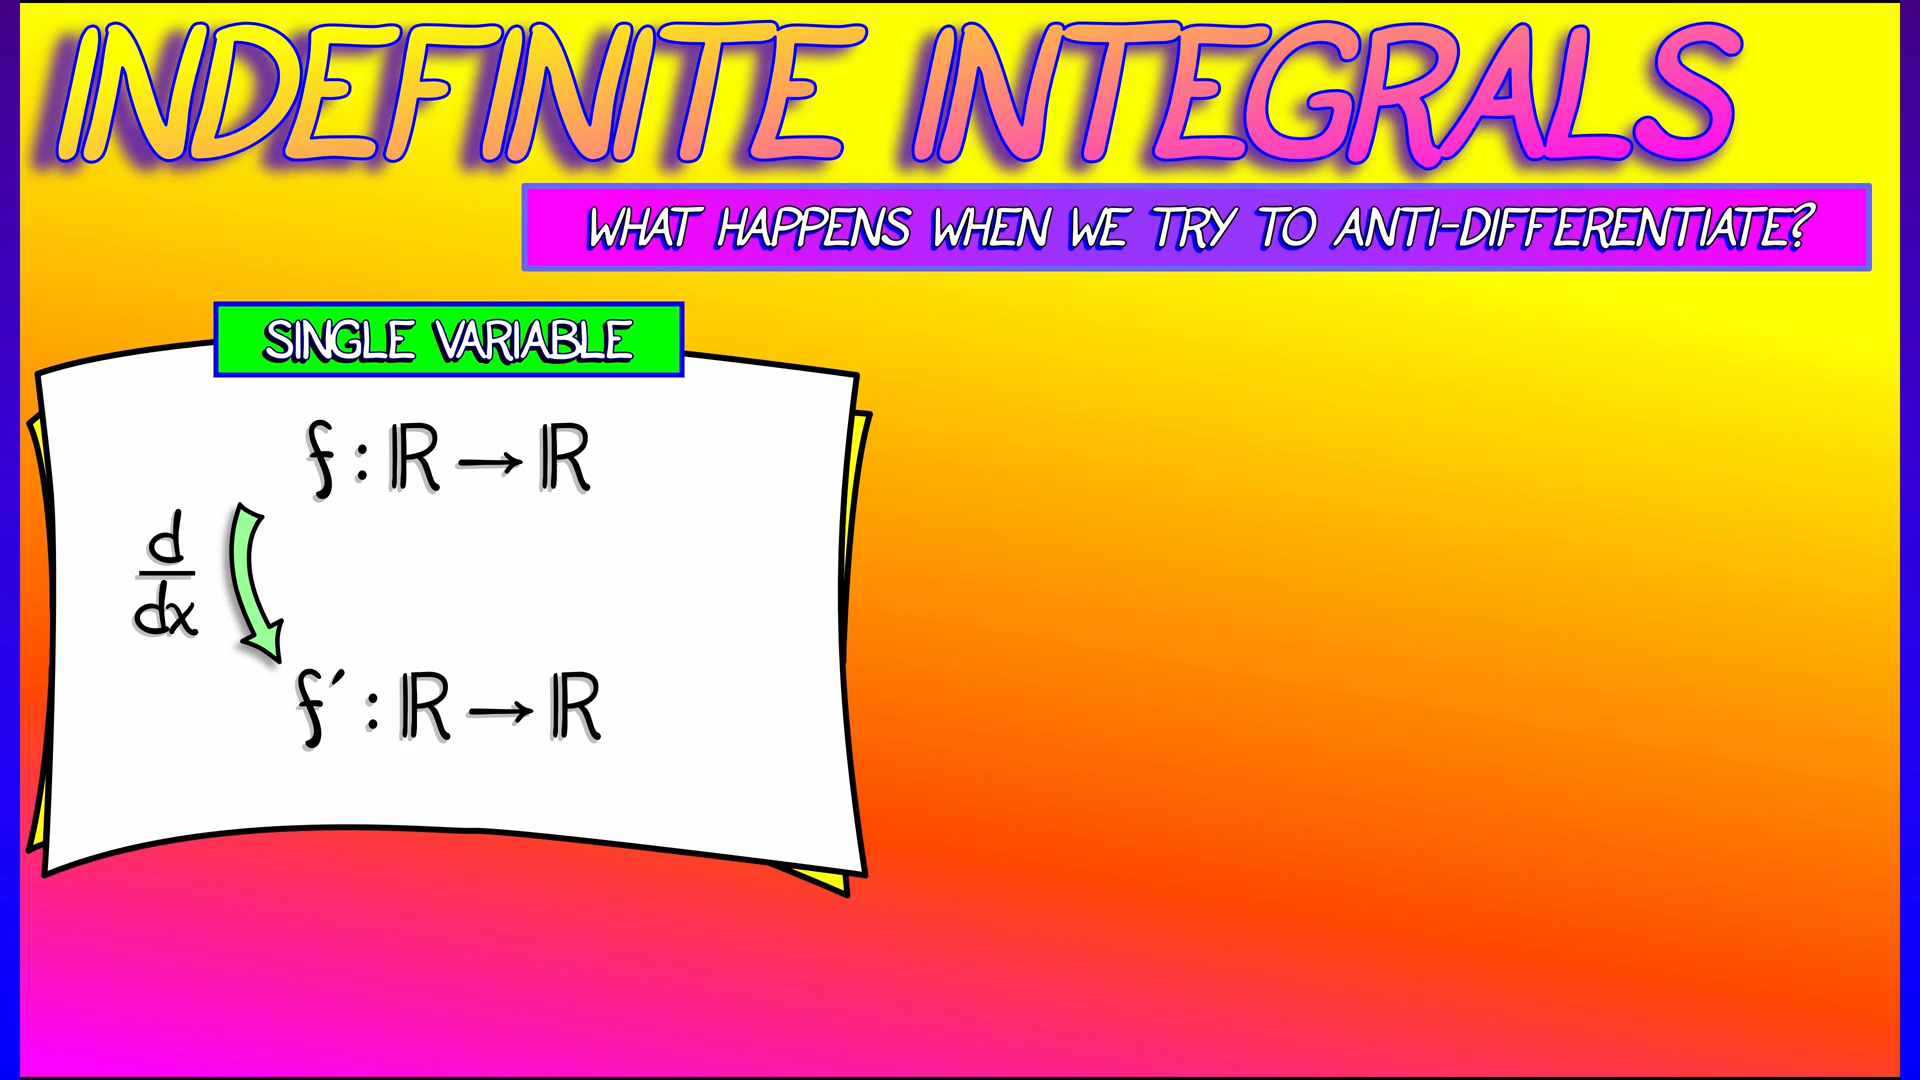 INDEFINITE INTEGRALS
WHAT HAPPENS WHEN WE TRY TO ANTI-DIFFERENTIATE?
SINGLE VARIABLE
f : ℝ → ℝ
d
dx
f′ : ℝ → ℝ